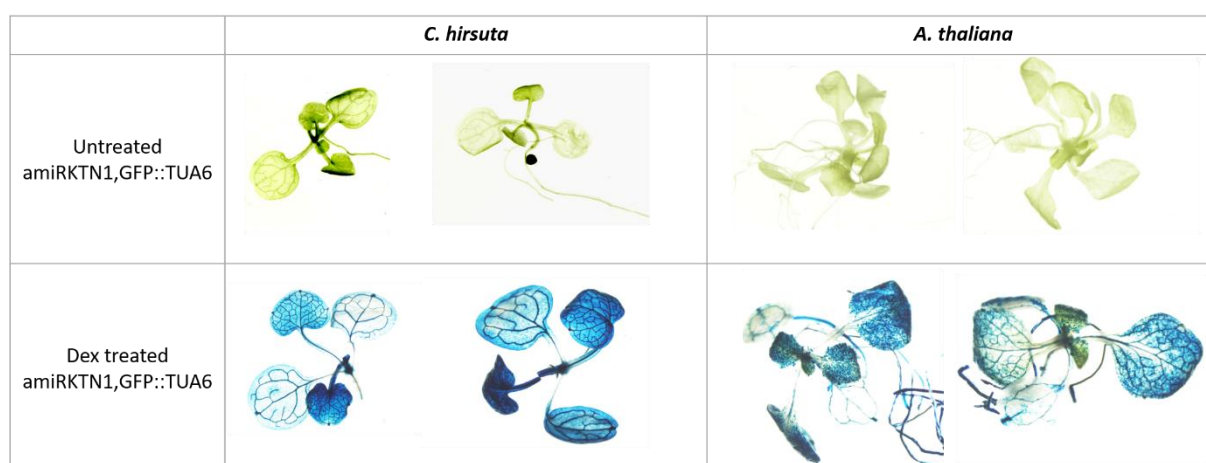 C. hirsuta
A. thaliana
Untreated
amiRKTN1,GFP::TUA6
Dex treated
amiRKTN1,GFP::TUA6